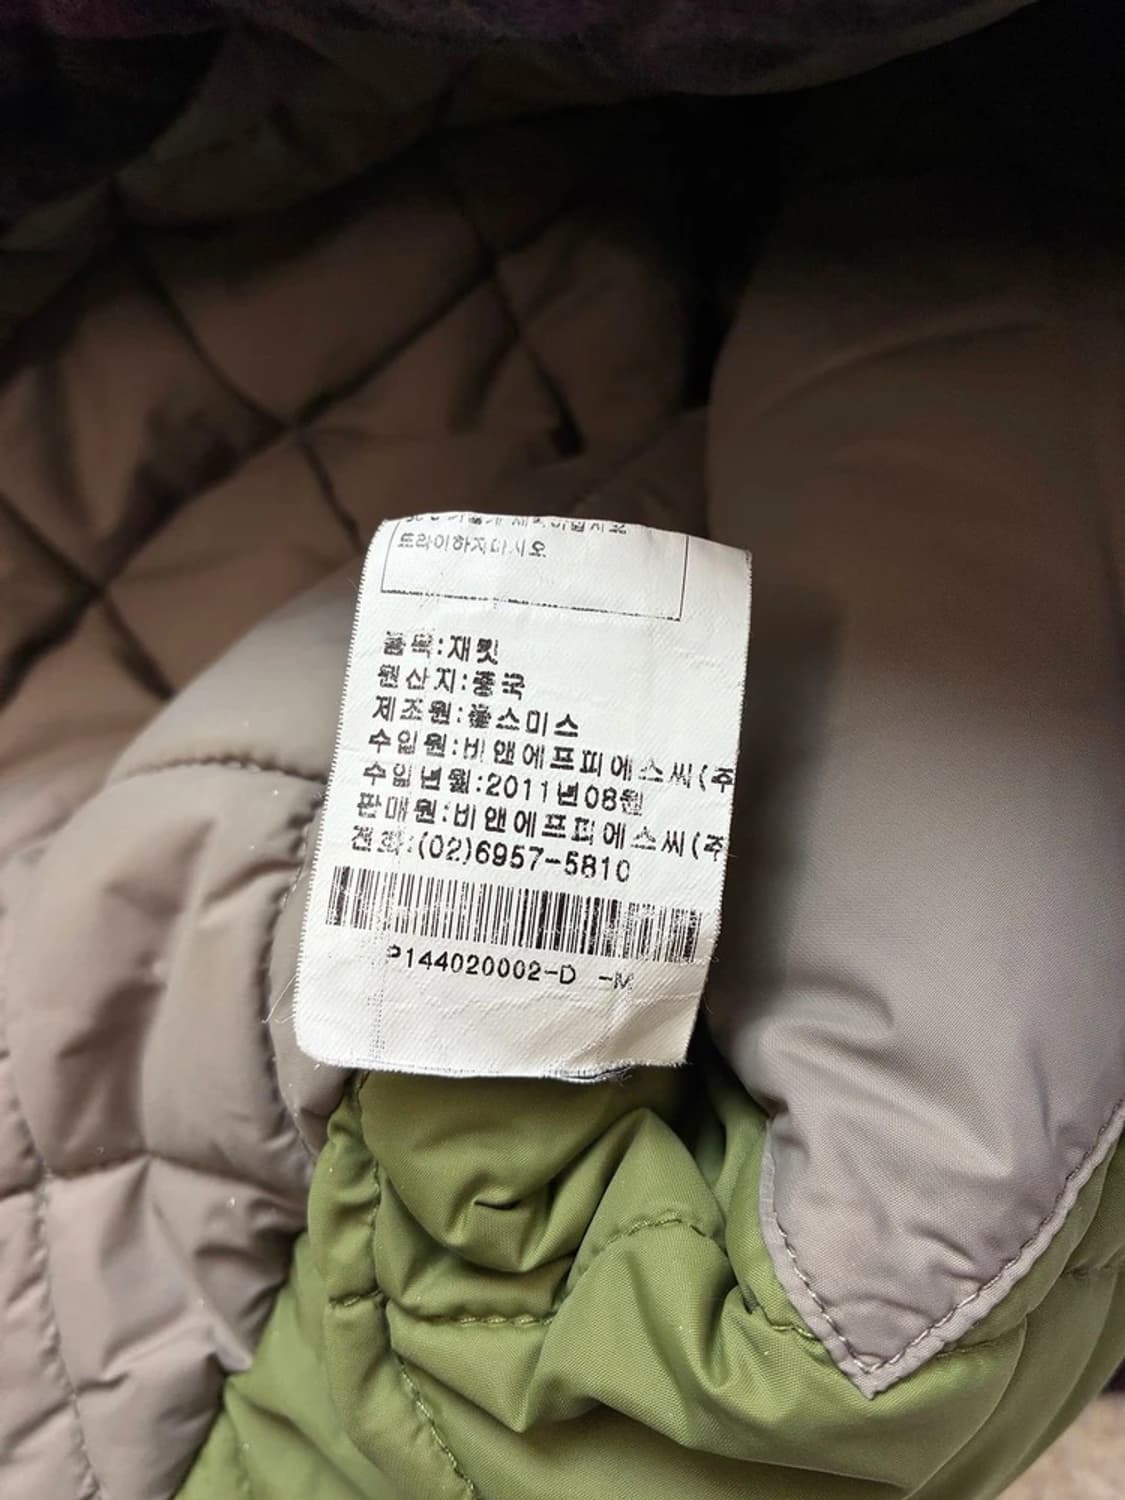 드라이하지마시오
품목:재킷
원산지:중국
제조원:폴스미스
수입원:비앤에프피에스씨(주
수입년월:2011년08월
판매원:비앤에프피에스씨(주
전화:(02)6957-5810
P144020002-D -M